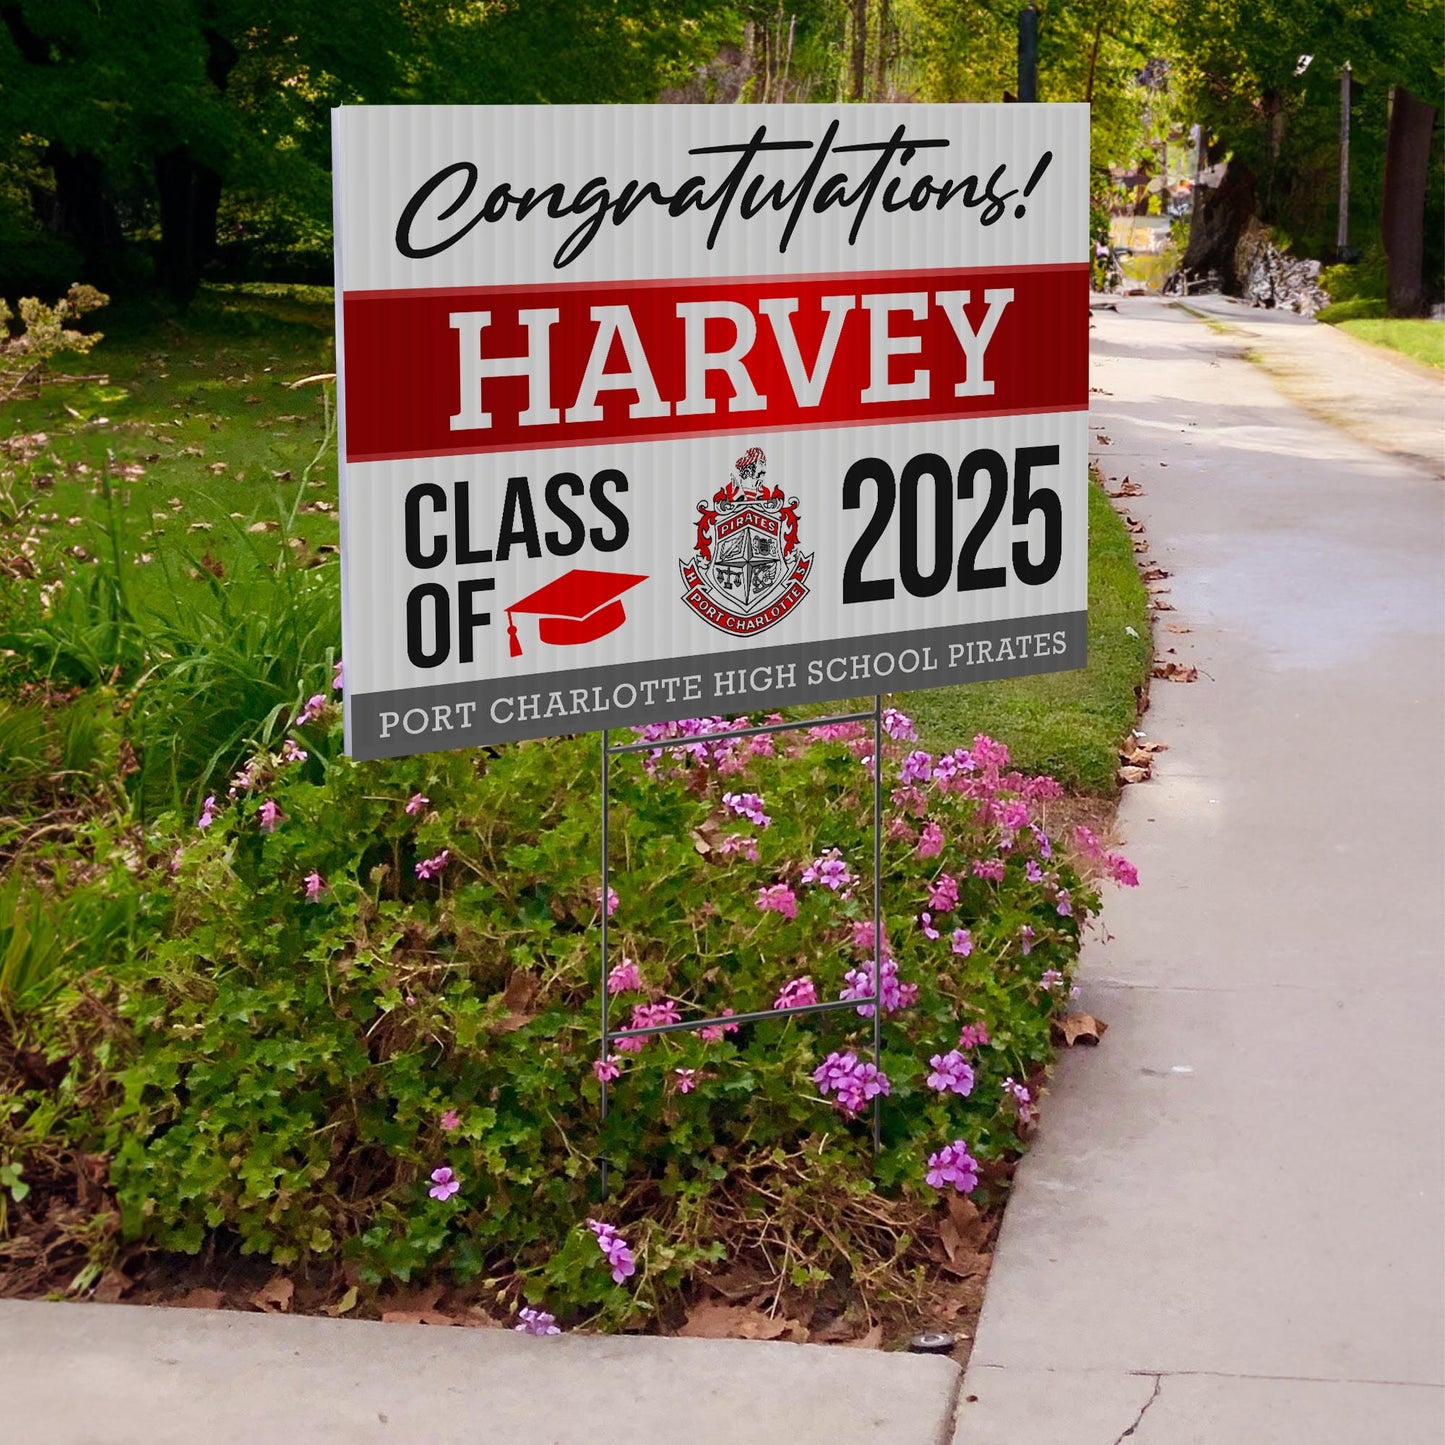 Congratulations!
HARVEY
CLASS
OF
2025
PIRATES
PORT CHARLOTTE
H S
PORT CHARLOTTE HIGH SCHOOL PIRATES